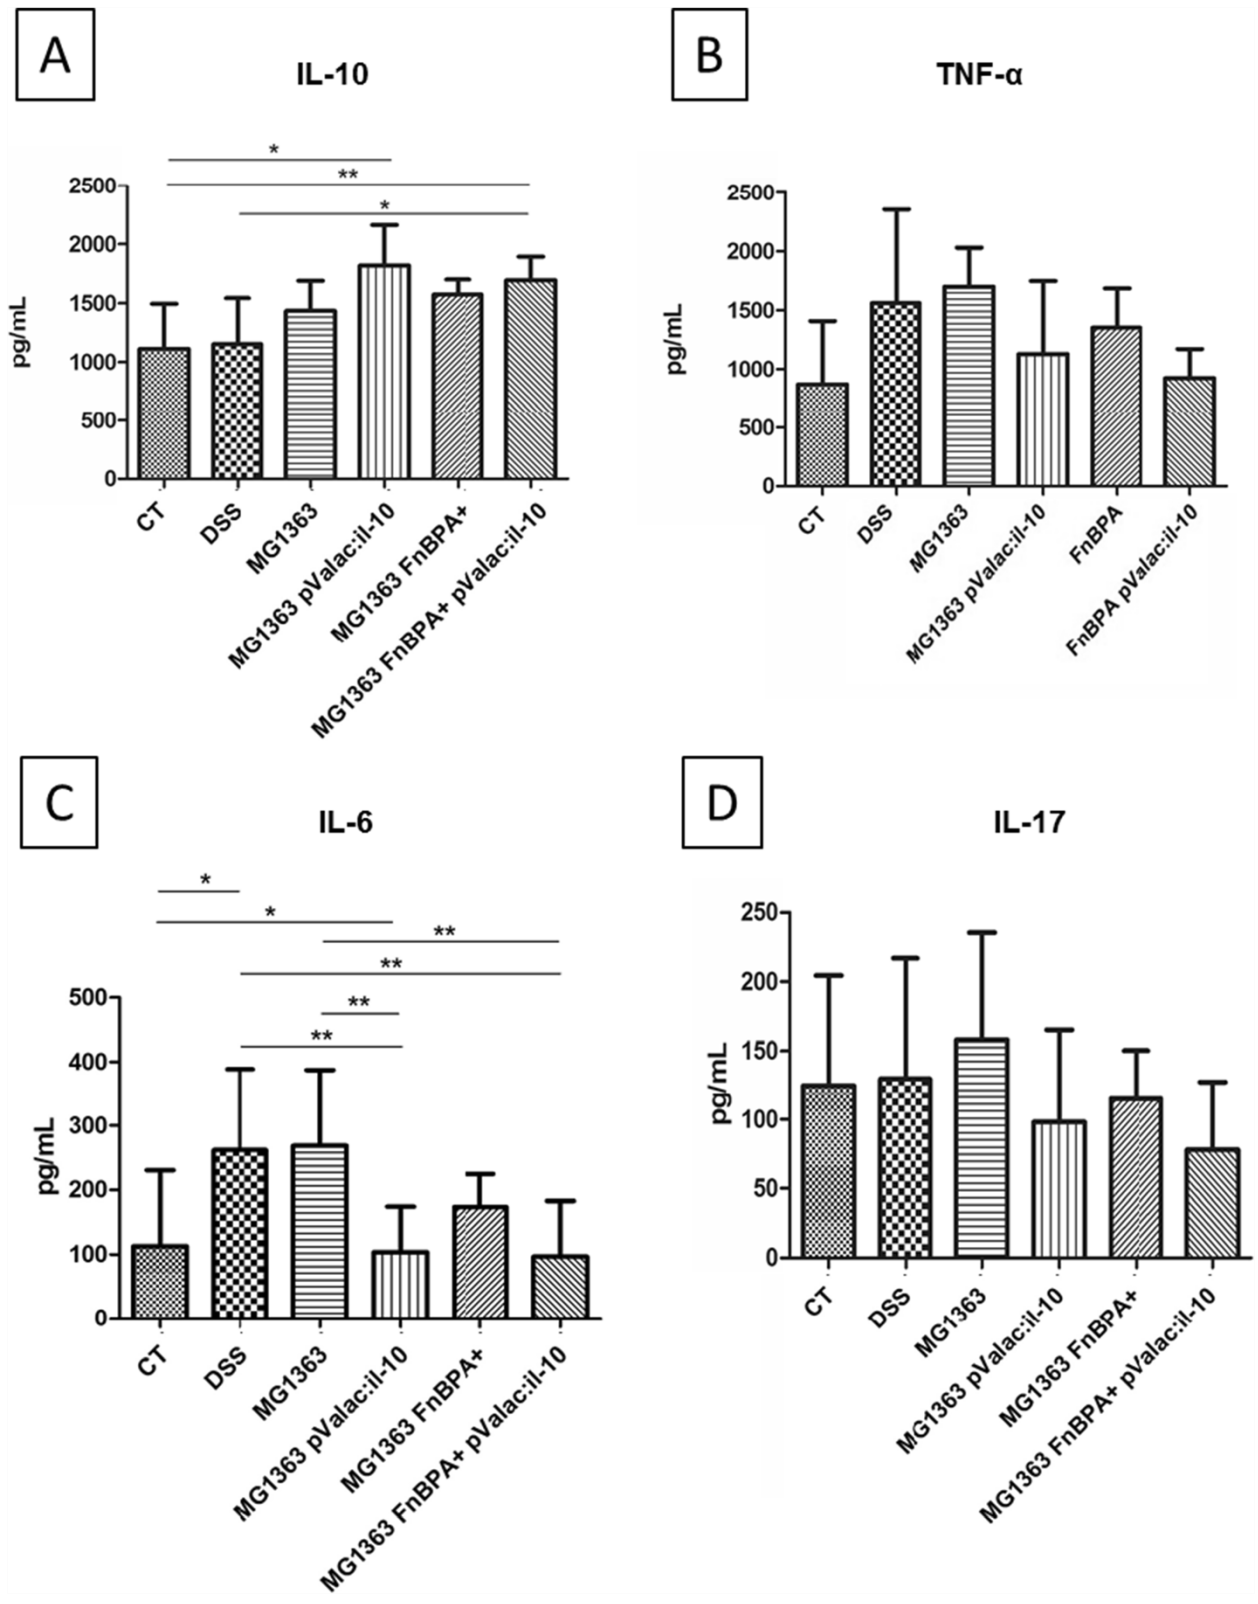 A
IL-10
*
**
*
2500
2000
1500
1000
500
0
pg/mL
CT
DSS
MG1363
MG1363 pValac:il-10
MG1363 FnBPA+
MG1363 FnBPA+ pValac:il-10
B
TNF-α
2500
2000
1500
1000
500
0
pg/mL
CT
DSS
MG1363
MG1363 pValac:il-10
FnBPA
FnBPA pValac:il-10
C
IL-6
*
*
**
**
**
**
500
400
300
200
100
0
pg/mL
CT
DSS
MG1363
MG1363 pValac:il-10
MG1363 FnBPA+
MG1363 FnBPA+ pValac:il-10
D
IL-17
250
200
150
100
50
0
pg/mL
CT
DSS
MG1363
MG1363 pValac:il-10
MG1363 FnBPA+
MG1363 FnBPA+ pValac:il-10